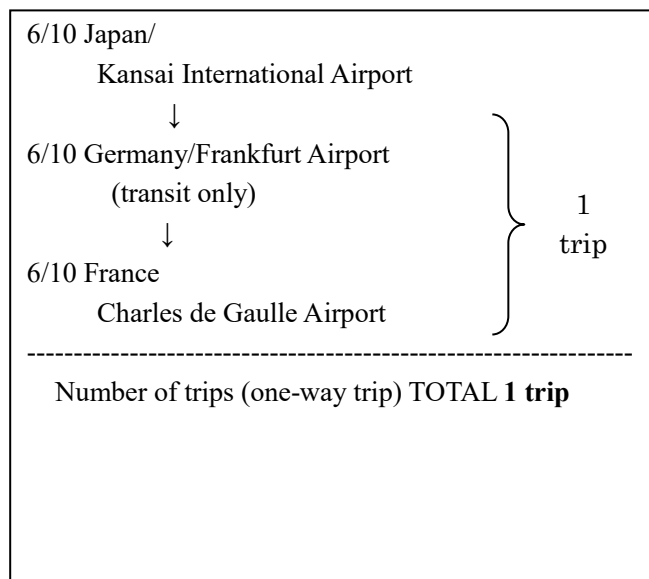 6/10 Japan/
Kansai International Airport
↓
6/10 Germany/Frankfurt Airport
(transit only)
↓
6/10 France
Charles de Gaulle Airport
1
trip
--------------------------------------------------------------------
Number of trips (one-way trip) TOTAL 1 trip